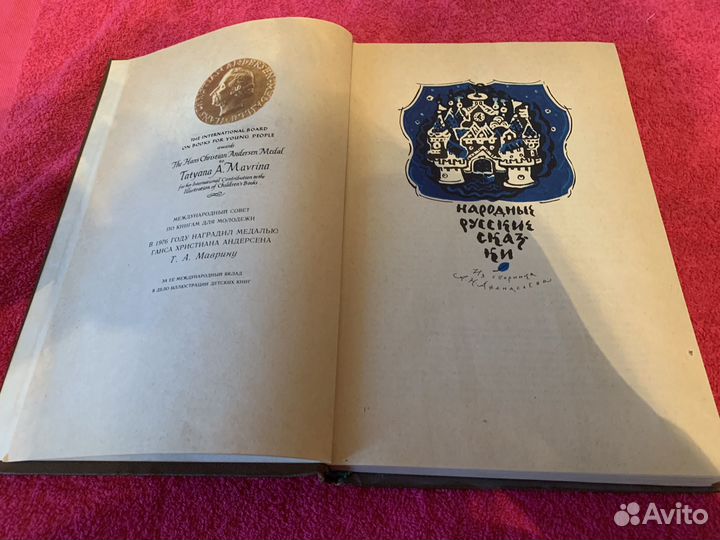 THE INTERNATIONAL BOARD
ON BOOKS FOR YOUNG PEOPLE
awards
The Hans Christian Andersen Medal
to
Tatyana A. Mavrina
for her International Contribution to the
Illustration of Children's Books
МЕЖДУНАРОДНЫЙ СОВЕТ
ПО КНИГАМ ДЛЯ МОЛОДЕЖИ
В 1976 ГОДУ НАГРАДИЛ МЕДАЛЬЮ
ГАНСА ХРИСТИАНА АНДЕРСЕНА
Т. А. Маврину
ЗА ЕЕ МЕЖДУНАРОДНЫЙ ВКЛАД
В ДЕЛО ИЛЛЮСТРАЦИИ ДЕТСКИХ КНИГ
НАРОДНЫЕ
РУССКИЕ
СКАЗ
КИ
Из сборника
А.Н. Афанасьева
Avito